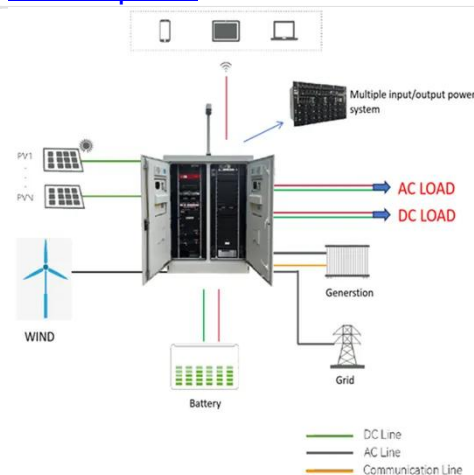 Multiple input/output power
system
PV1
PVN
AC LOAD
DC LOAD
WIND
Generstion
Battery
Grid
DC Line
AC Line
Communication Line